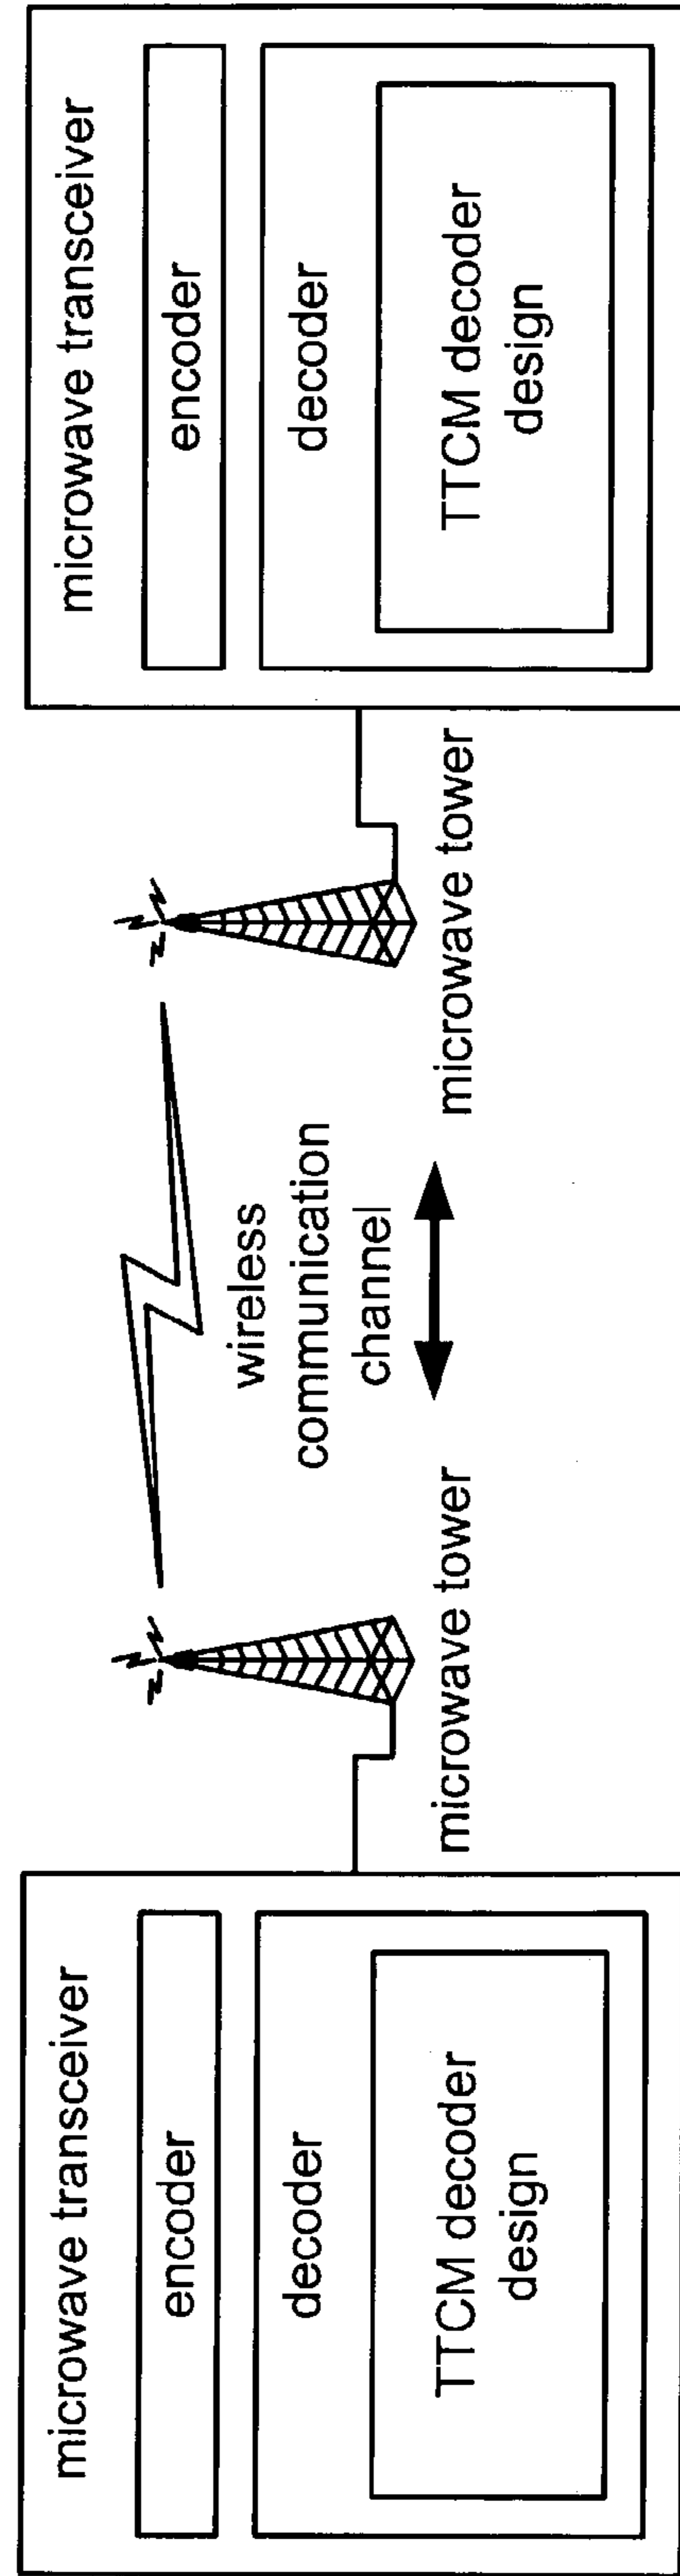 microwave transceiver
encoder
decoder
TTCM decoder
design
microwave tower
wireless
communication
channel
microwave tower
microwave transceiver
encoder
decoder
TTCM decoder
design